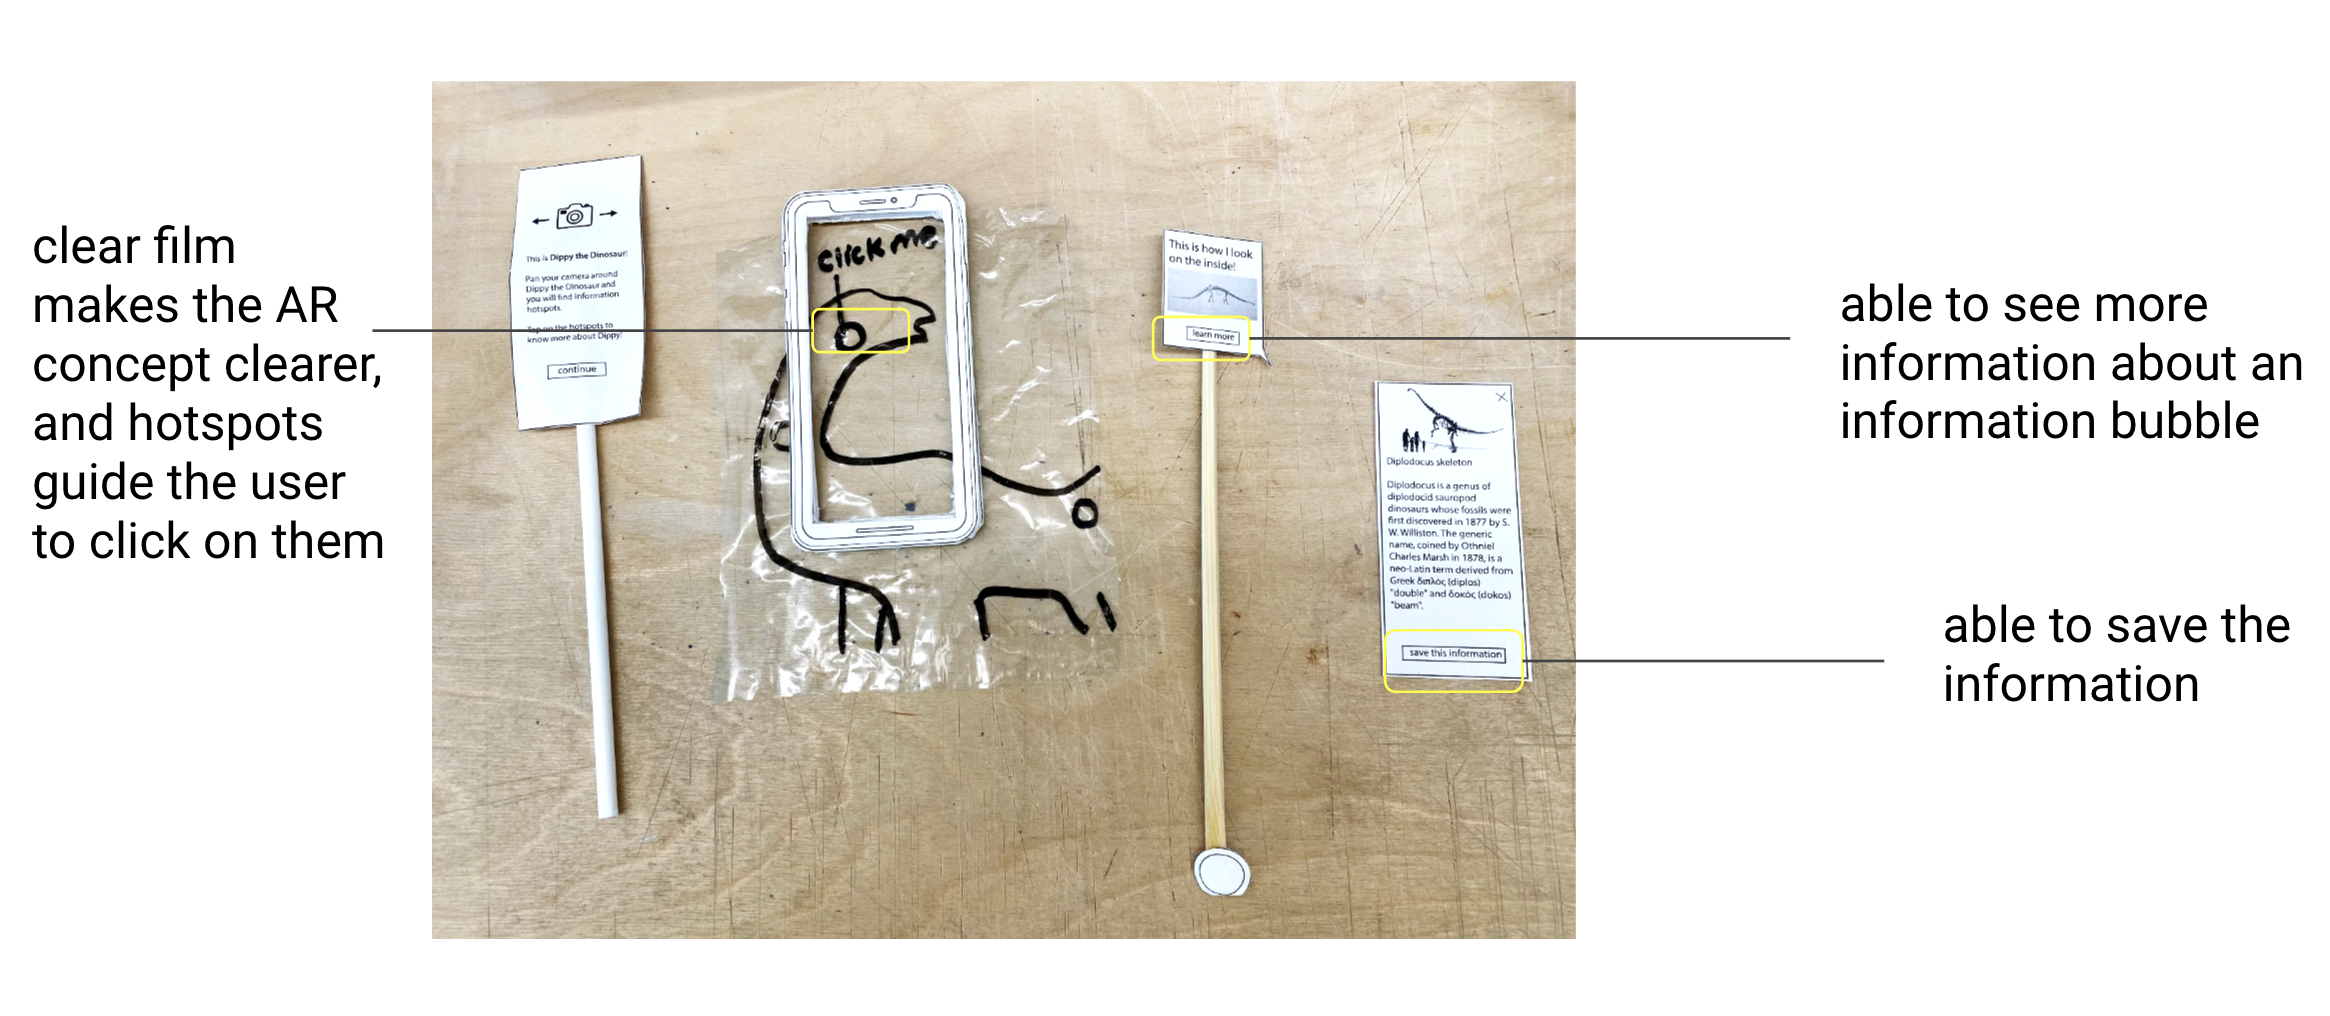 clear film
makes the AR
concept clearer,
and hotspots
guide the user
to click on them
This is Dippy the Dinosaur!
Pan your camera around
Dippy the Dinosaur and
you will find information
hotspots.
Tap on the hotspots to
know more about Dippy!
continue
click me
This is how I look
on the inside!
learn more
Diplodocus skeleton
Diplodocus is a genus of
diplodocid sauropod
dinosaurs whose fossils were
first discovered in 1877 by S.
W. Williston. The generic
name, coined by Othniel
Charles Marsh in 1878, is a
neo-Latin term derived from
Greek διπλός (diplos)
"double" and δοκός (dokos)
"beam".
save this information
able to see more
information about an
information bubble
able to save the
information